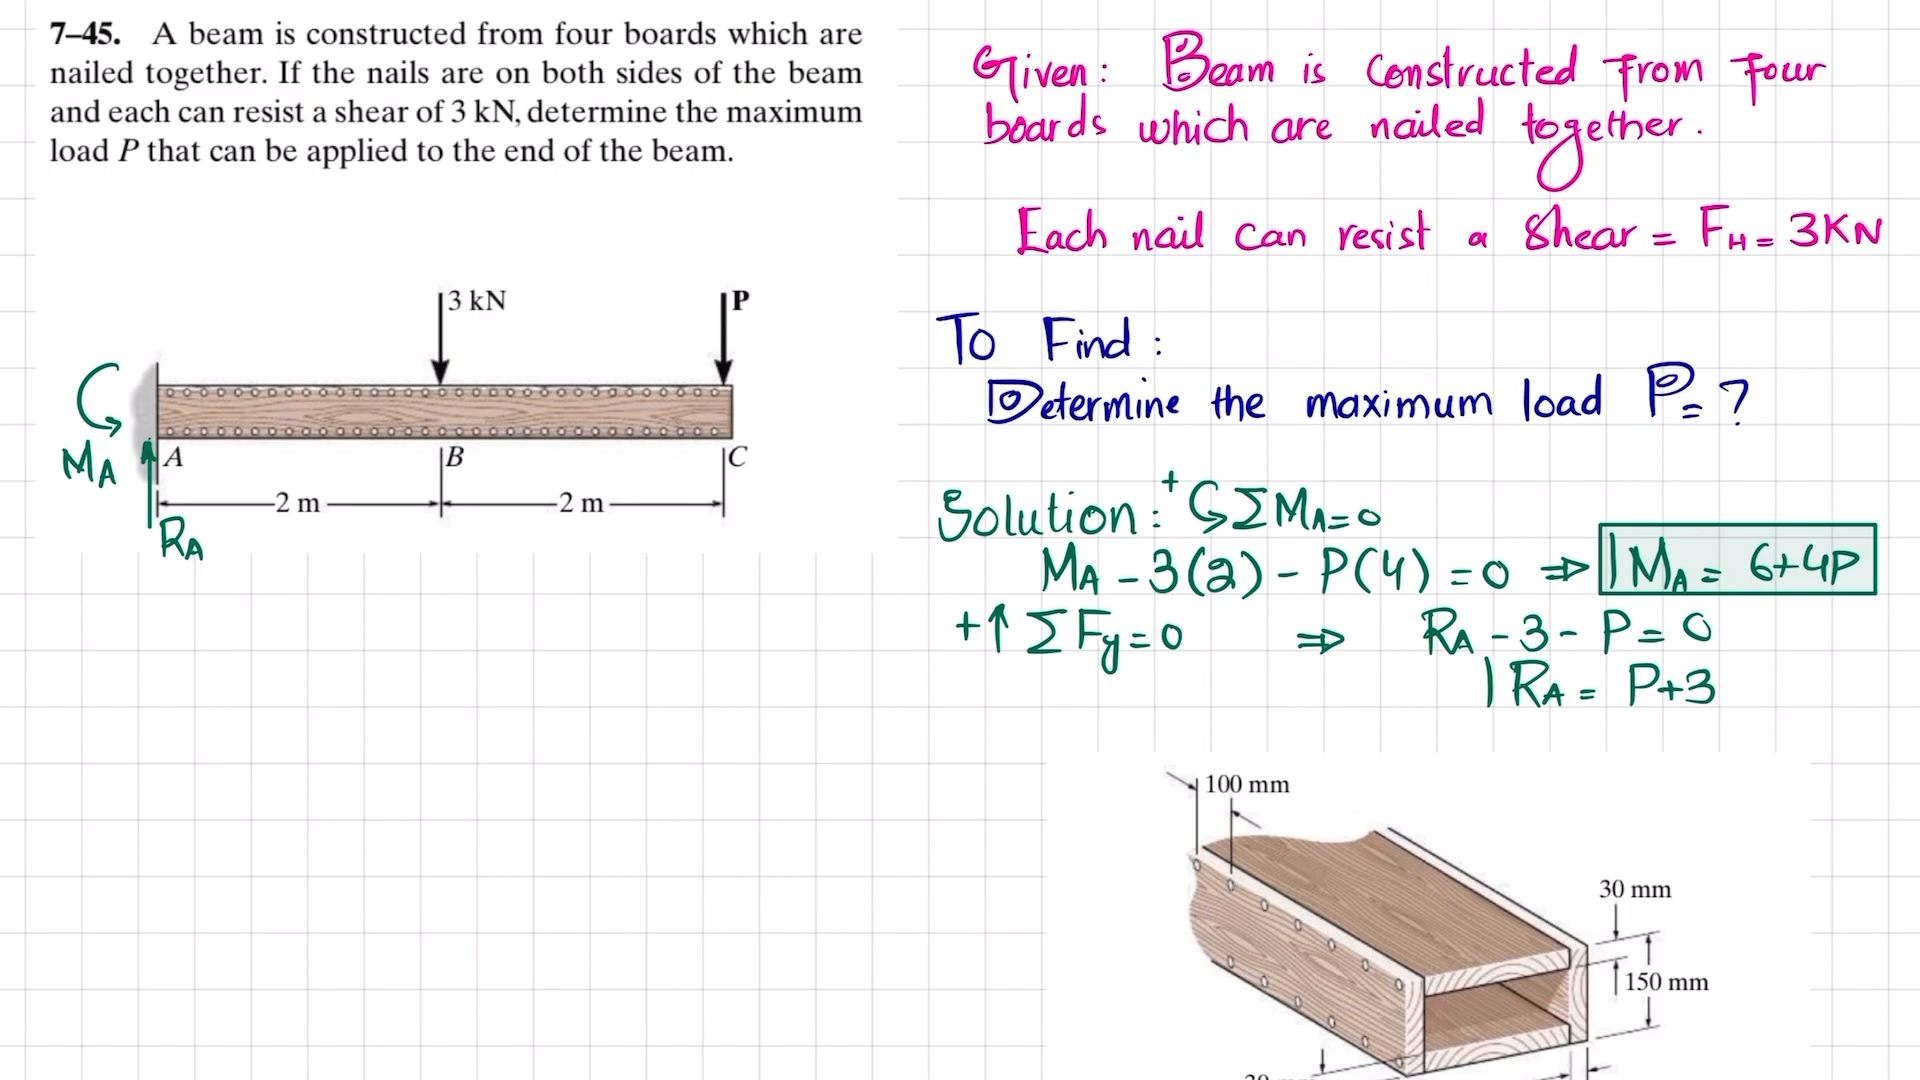 7–45. A beam is constructed from four boards which are
nailed together. If the nails are on both sides of the beam
and each can resist a shear of 3 kN, determine the maximum
load P that can be applied to the end of the beam.
3 kN
P
MA
A
B
C
2 m
2 m
RA
Given: Beam is Constructed from four
boards which are nailed together.
Each nail can resist a Shear = FH = 3KN
To Find:
Determine the maximum load P = ?
Solution: + ↺ ΣMA=0
MA - 3(2) - P(4) = 0 ⇒ MA = 6+4P
+↑ ΣFy=0 ⇒ RA - 3 - P = 0
RA = P+3
100 mm
30 mm
150 mm